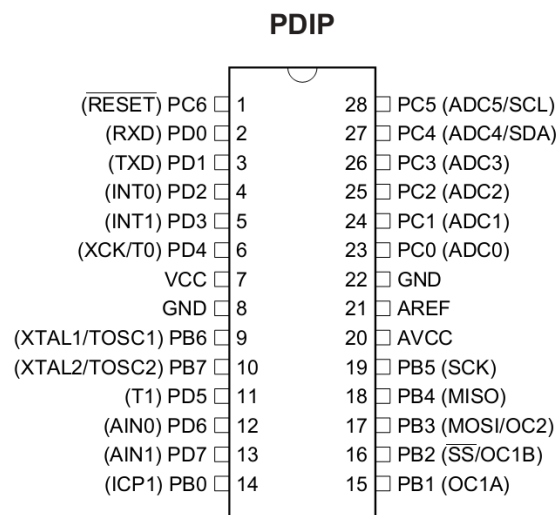 PDIP
(RESET) PC6 1 28 PC5 (ADC5/SCL)
(RXD) PD0 2 27 PC4 (ADC4/SDA)
(TXD) PD1 3 26 PC3 (ADC3)
(INT0) PD2 4 25 PC2 (ADC2)
(INT1) PD3 5 24 PC1 (ADC1)
(XCK/T0) PD4 6 23 PC0 (ADC0)
VCC 7 22 GND
GND 8 21 AREF
(XTAL1/TOSC1) PB6 9 20 AVCC
(XTAL2/TOSC2) PB7 10 19 PB5 (SCK)
(T1) PD5 11 18 PB4 (MISO)
(AIN0) PD6 12 17 PB3 (MOSI/OC2)
(AIN1) PD7 13 16 PB2 (SS/OC1B)
(ICP1) PB0 14 15 PB1 (OC1A)